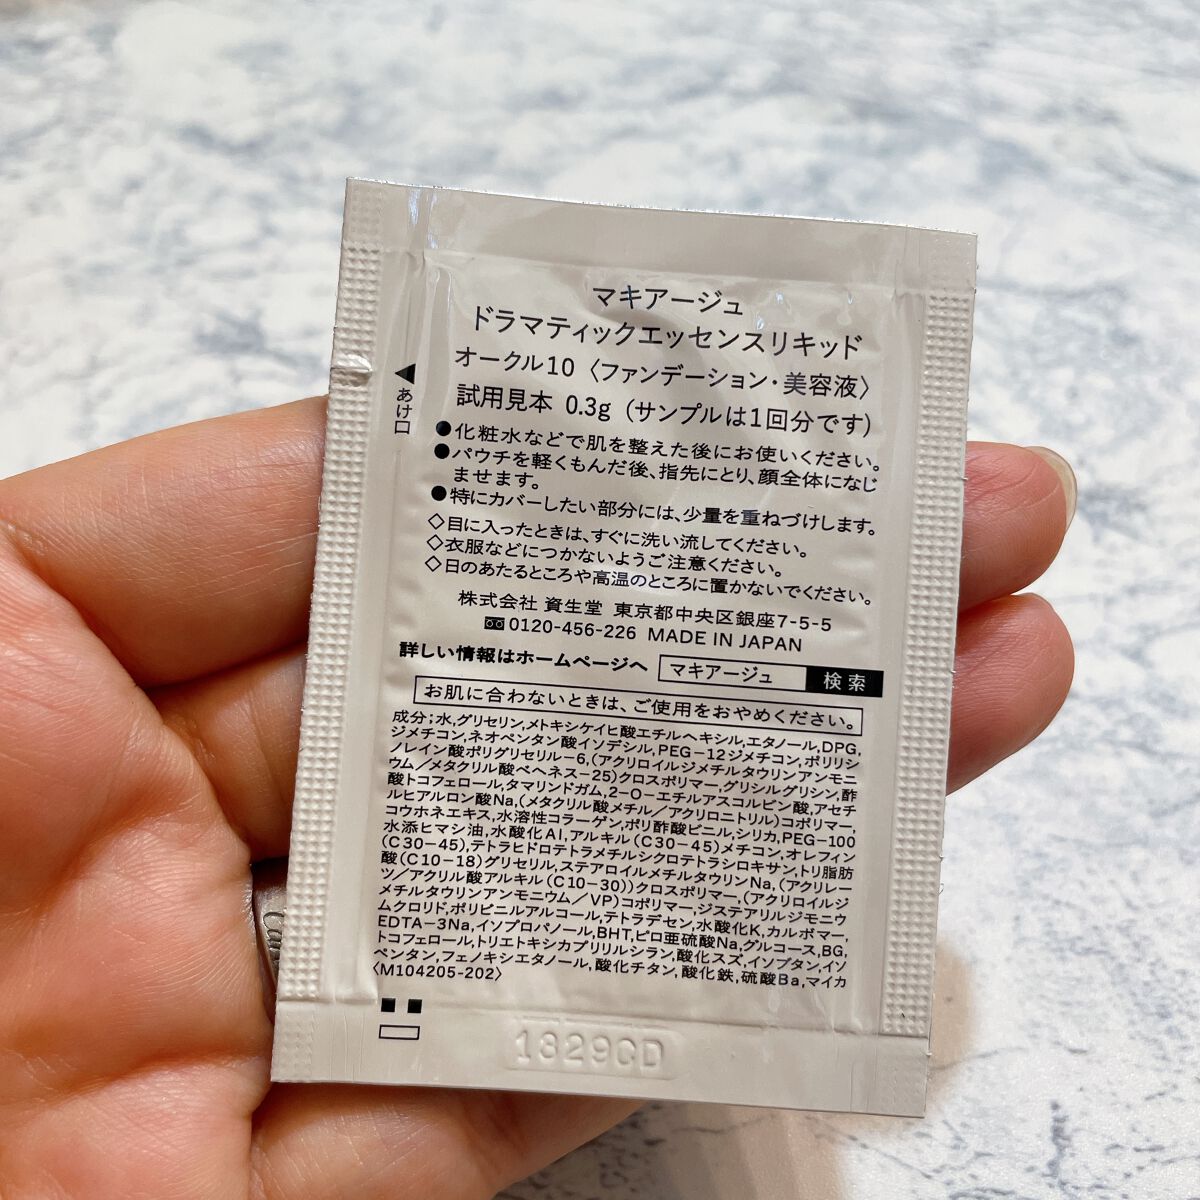 マキアージュ
ドラマティックエッセンスリキッド
オークル10〈ファンデーション・美容液〉
試用見本 0.3g(サンプルは1回分です)
◀あけ口
●化粧水などで肌を整えた後にお使いください。
●パウチを軽くもんだ後、指先にとり、顔全体になじ
ませます。
●特にカバーしたい部分には、少量を重ねづけします。
◇目に入ったときは、すぐに洗い流してください。
◇衣服などにつかないようご注意ください。
◇日のあたるところや高温のところに置かないでください。
株式会社 資生堂 東京都中央区銀座7-5-5
0120-456-226 MADE IN JAPAN
詳しい情報はホームページへ マキアージュ 検索
お肌に合わないときは、ご使用をおやめください。
成分;水,グリセリン,メトキシケイヒ酸エチルヘキシル,エタノール,DPG,
ジメチコン,ネオペンタン酸イソデシル,PEG-12ジメチコン,ポリリシ
ノレイン酸ポリグリセリル-6,(アクリロイルジメチルタウリンアンモニ
ウム/メタクリル酸ベヘネス-25)クロスポリマー,グリシルグリシン,酢
酸トコフェロール,タマリンドガム,2-O-エチルアスコルビン酸,アセチ
ルヒアルロン酸Na,(メタクリル酸メチル/アクリロニトリル)コポリマー,
コウホネエキス,水溶性コラーゲン,ポリ酢酸ビニル,シリカ,PEG-100
水添ヒマシ油,水酸化Al,アルキル(C30-45)メチコン,オレフィン
(C30-45),テトラヒドロテトラメチルシクロテトラシロキサン,トリ脂肪
酸(C10-18)グリセリル,ステアロイルメチルタウリンNa,(アクリレー
ツ/アクリル酸アルキル(C10-30))クロスポリマー,(アクリロイルジ
メチルタウリンアンモニウム/VP)コポリマー,ジステアリルジモニウ
ムクロリド,ポリビニルアルコール,テトラデセン,水酸化K,カルボマー,
EDTA-3Na,イソプロパノール,BHT,ピロ亜硫酸Na,グルコース,BG,
トコフェロール,トリエトキシカプリリルシラン,酸化スズ,イソブタン,イソ
ペンタン,フェノキシエタノール,酸化チタン,酸化鉄,硫酸Ba,マイカ
〈M104205-202〉
1329CD